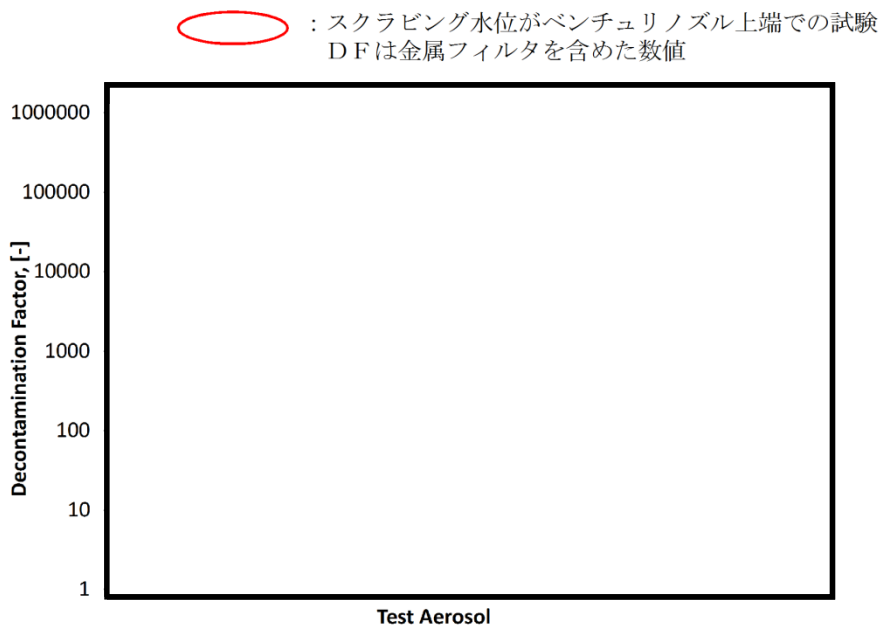 ：スクラビング水位がベンチュリノズル上端での試験
ＤＦは金属フィルタを含めた数値
1000000
100000
10000
1000
100
10
1
Decontamination Factor, [-]
Test Aerosol